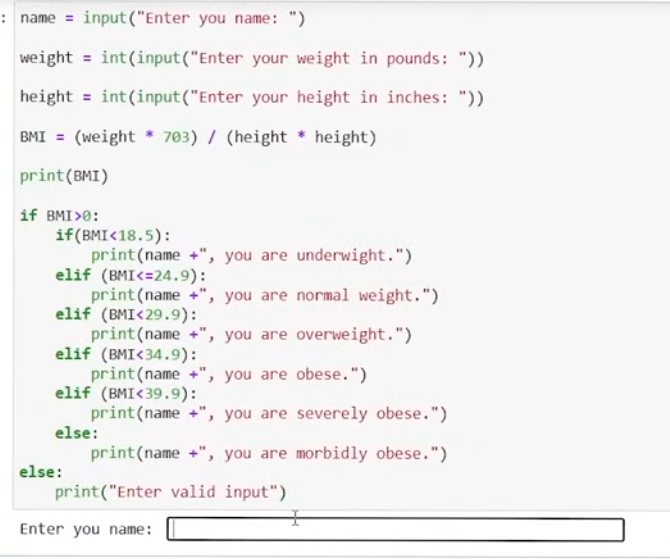 : name = input("Enter you name: ")
weight = int(input("Enter your weight in pounds: "))
height = int(input("Enter your height in inches: "))
BMI = (weight * 703) / (height * height)
print(BMI)
if BMI>0:
    if(BMI<18.5):
        print(name +", you are underwight.")
    elif (BMI<=24.9):
        print(name +", you are normal weight.")
    elif (BMI<29.9):
        print(name +", you are overweight.")
    elif (BMI<34.9):
        print(name +", you are obese.")
    elif (BMI<39.9):
        print(name +", you are severely obese.")
    else:
        print(name +", you are morbidly obese.")
else:
    print("Enter valid input")
Enter you name: